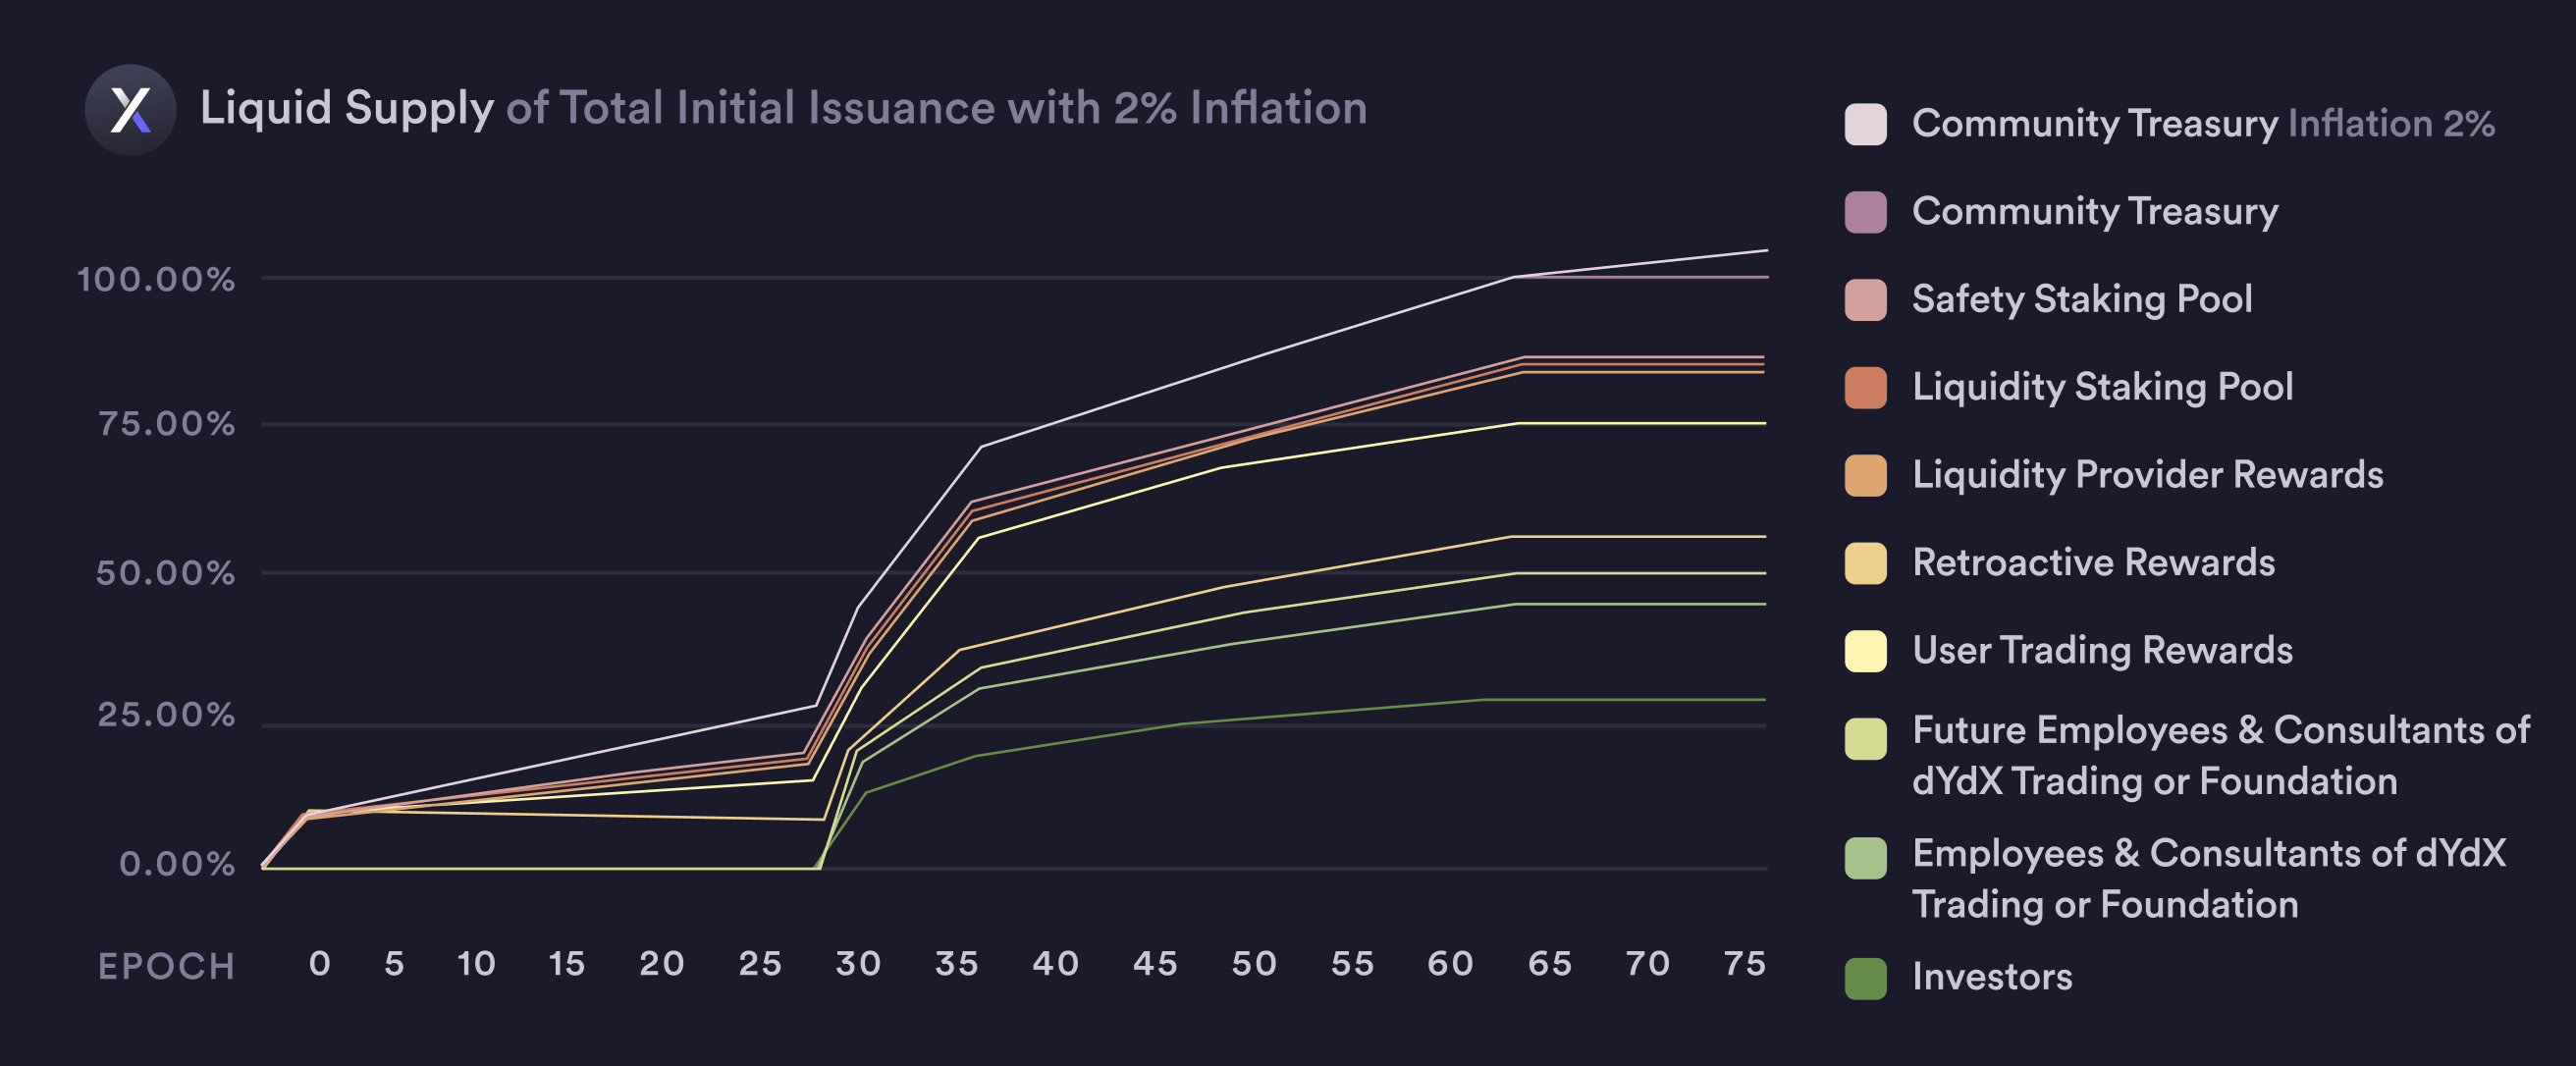 Liquid Supply of Total Initial Issuance with 2% Inflation
100.00%
75.00%
50.00%
25.00%
0.00%
EPOCH 0 5 10 15 20 25 30 35 40 45 50 55 60 65 70 75
Community Treasury Inflation 2%
Community Treasury
Safety Staking Pool
Liquidity Staking Pool
Liquidity Provider Rewards
Retroactive Rewards
User Trading Rewards
Future Employees & Consultants of
dYdX Trading or Foundation
Employees & Consultants of dYdX
Trading or Foundation
Investors